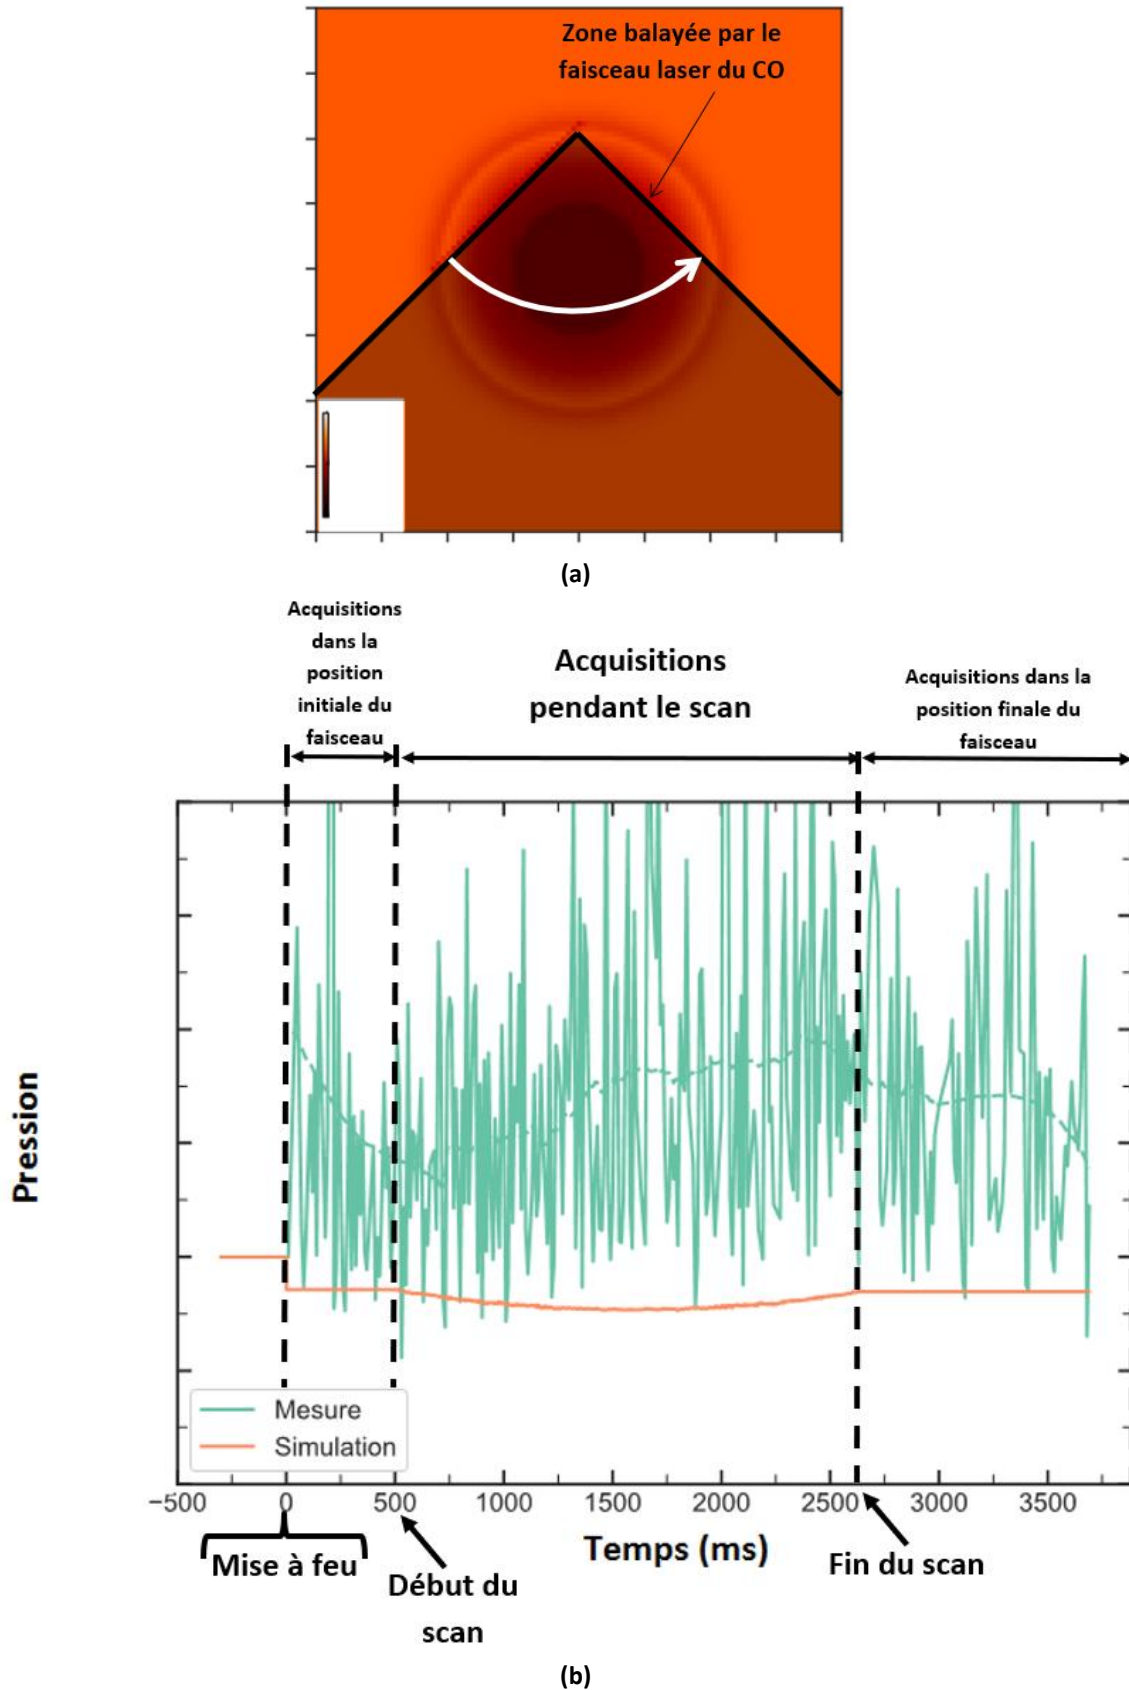 Zone balayée par le
faisceau laser du CO
(a)
Acquisitions
dans la
position
initiale du
faisceau
Acquisitions
pendant le scan
Acquisitions dans la
position finale du
faisceau
Pression
Mesure
Simulation
−500 0 500 1000 1500 2000 2500 3000 3500
Temps (ms)
Mise à feu
Début du
scan
Fin du scan
(b)